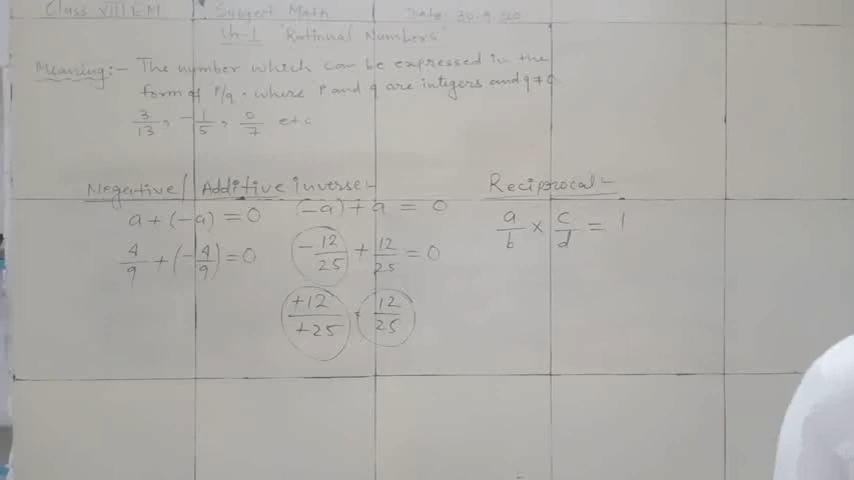 Class VIII E.M Subject Math Date 30.9.20
Ch-1 'Rational Numbers'
Meaning:- The number which can be expressed in the
form of P/q. where P and q are integers and q ≠ 0
3/13, -1/5, 0/7 etc
Negative/ Additive inverse:-
a + (-a) = 0 (-a) + a = 0
4/9 + (-4/9) = 0 -12/25 + 12/25 = 0
+12/+25 12/25
Reciprocal:-
a/b × c/d = 1